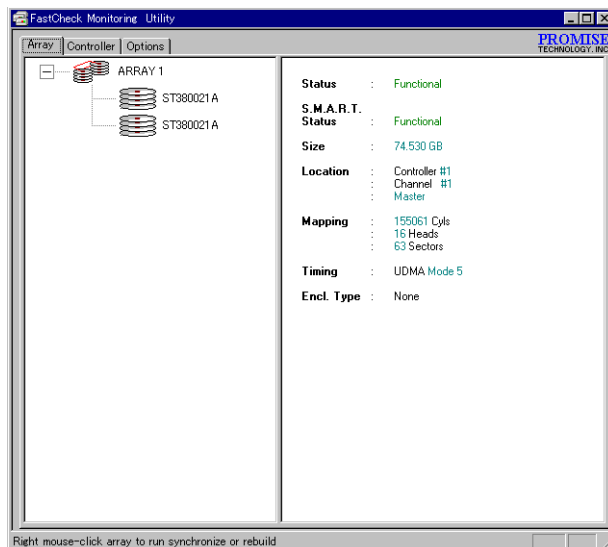 FastCheck Monitoring Utility
PROMISE
TECHNOLOGY, INC
Array Controller Options
ARRAY 1
ST380021A
ST380021A
Status : Functional
S.M.A.R.T.
Status : Functional
Size : 74.530 GB
Location : Controller #1
: Channel #1
: Master
Mapping : 155061 Cyls
: 16 Heads
: 63 Sectors
Timing : UDMA Mode 5
Encl. Type : None
Right mouse-click array to run synchronize or rebuild